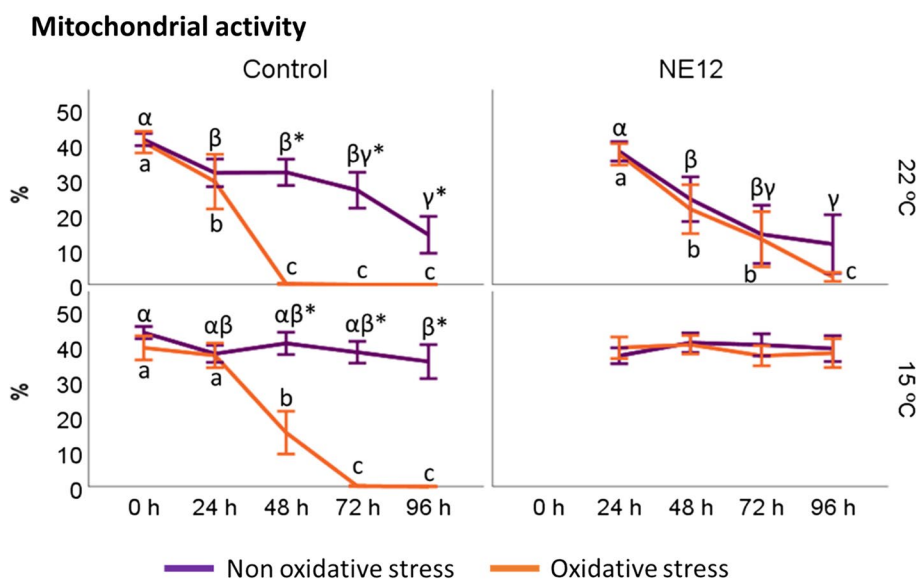 Mitochondrial activity
Control NE12
50 α α
40 β β* β
30 a βγ* a βγ
% 20 γ* γ 22 ºC
10 b b
0 c c c b c
50 α αβ αβ* αβ* β*
40
30 a a
% 20 b 15 ºC
10
0 c c
0 h 24 h 48 h 72 h 96 h 0 h 24 h 48 h 72 h 96 h
Non oxidative stress Oxidative stress